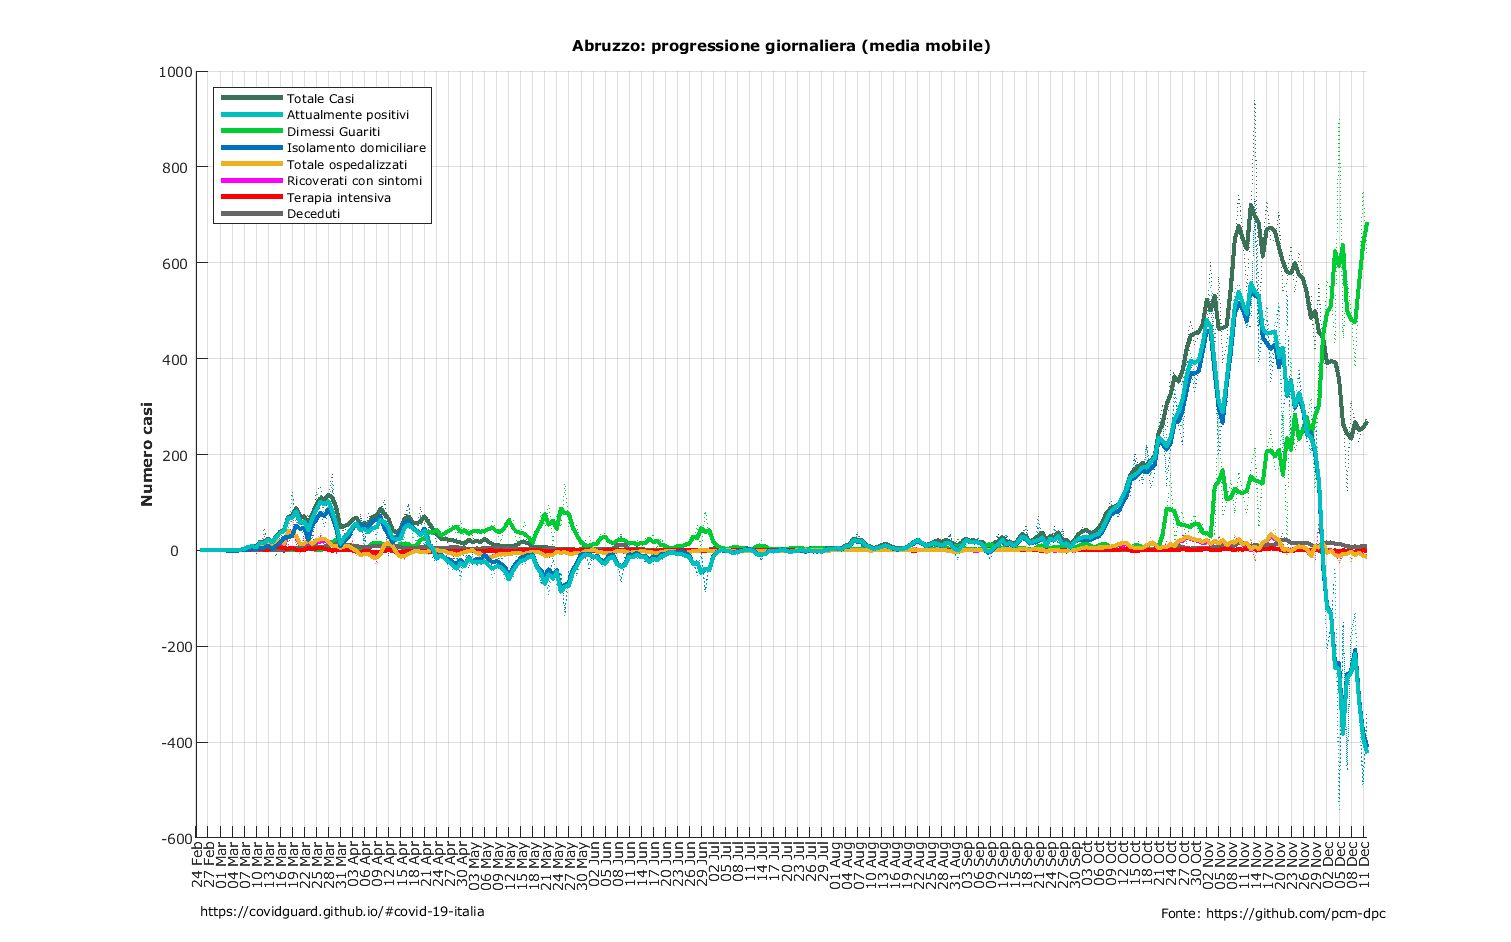 Abruzzo: progressione giornaliera (media mobile)
1000
800
600
400
200
0
-200
-400
-600
Numero casi
Totale Casi
Attualmente positivi
Dimessi Guariti
Isolamento domiciliare
Totale ospedalizzati
Ricoverati con sintomi
Terapia intensiva
Deceduti
24 Feb
27 Feb
01 Mar
04 Mar
07 Mar
10 Mar
13 Mar
16 Mar
19 Mar
22 Mar
25 Mar
28 Mar
31 Mar
03 Apr
06 Apr
09 Apr
12 Apr
15 Apr
18 Apr
21 Apr
24 Apr
27 Apr
30 Apr
03 May
06 May
09 May
12 May
15 May
18 May
21 May
24 May
27 May
30 May
02 Jun
05 Jun
08 Jun
11 Jun
14 Jun
17 Jun
20 Jun
23 Jun
26 Jun
29 Jun
02 Jul
05 Jul
08 Jul
11 Jul
14 Jul
17 Jul
20 Jul
23 Jul
26 Jul
29 Jul
01 Aug
04 Aug
07 Aug
10 Aug
13 Aug
16 Aug
19 Aug
22 Aug
25 Aug
28 Aug
31 Aug
03 Sep
06 Sep
09 Sep
12 Sep
15 Sep
18 Sep
21 Sep
24 Sep
27 Sep
30 Sep
03 Oct
06 Oct
09 Oct
12 Oct
15 Oct
18 Oct
21 Oct
24 Oct
27 Oct
30 Oct
02 Nov
05 Nov
08 Nov
11 Nov
14 Nov
17 Nov
20 Nov
23 Nov
26 Nov
29 Nov
02 Dec
05 Dec
08 Dec
11 Dec
https://covidguard.github.io/#covid-19-italia
Fonte: https://github.com/pcm-dpc